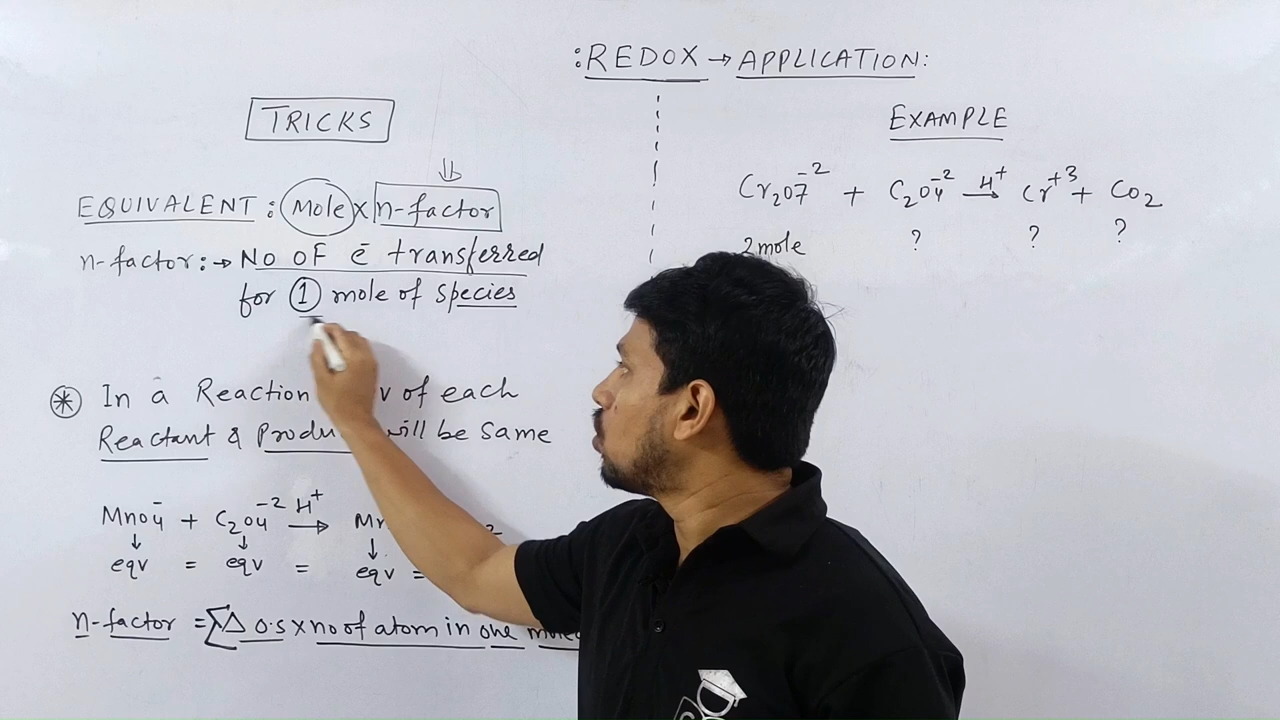 :REDOX → APPLICATION:
TRICKS
EQUIVALENT : Mole x n-factor
n-factor :→ No OF ē transferred
for 1 mole of species
* In a Reaction v of each
Reactant & Produ will be same
MnO4⁻ + C2O4⁻² H⁺ → Mn
eqv = eqv = eqv =
n-factor = Σ Δ o.s x no of atom in one
EXAMPLE
Cr2O7⁻² + C2O4⁻² H⁺ → Cr⁺³ + CO2
2mole ? ? ?